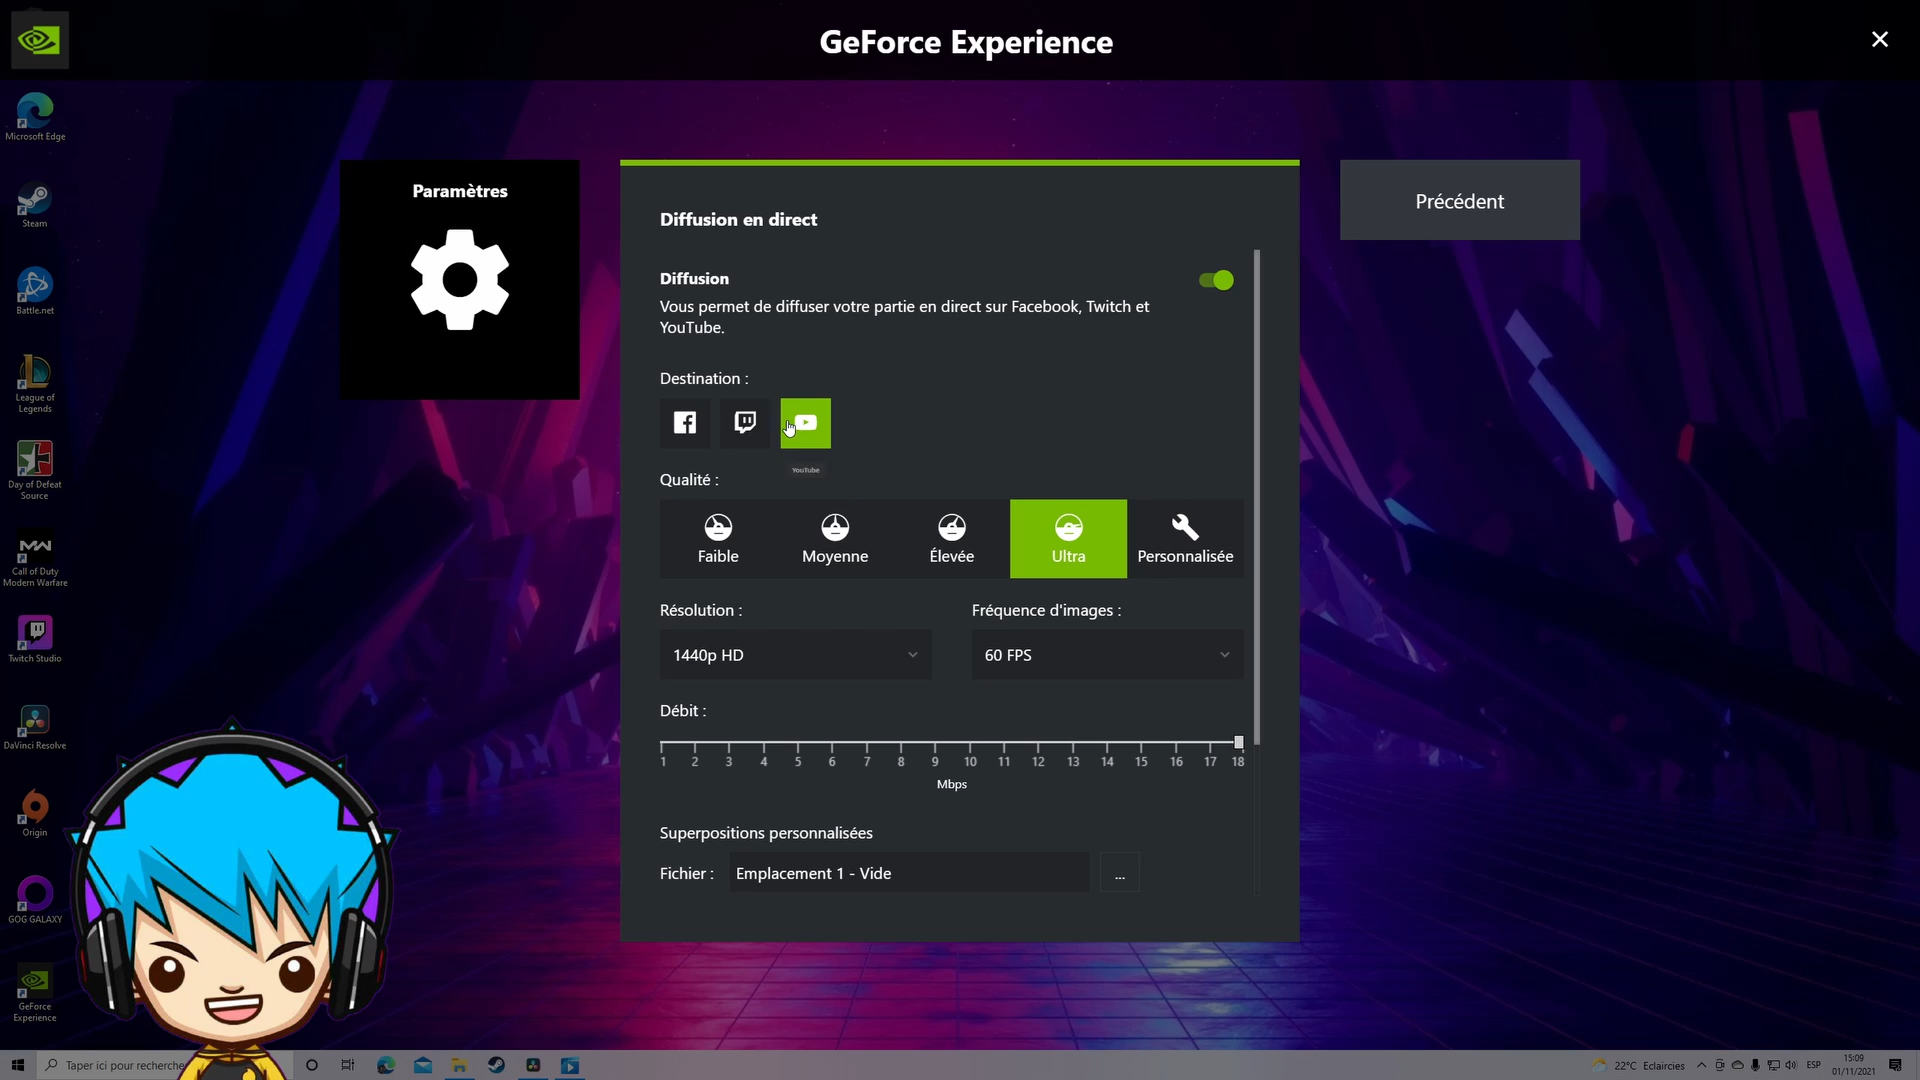 GeForce Experience
Microsoft Edge
Steam
Battle.net
League of
Legends
Day of Defeat
Source
Call of Duty
Modern Warfare
Twitch Studio
DaVinci Resolve
Origin
GOG GALAXY
GeForce
Experience
Paramètres
Diffusion en direct
Diffusion
Vous permet de diffuser votre partie en direct sur Facebook, Twitch et
YouTube.
Destination :
YouTube
Qualité :
Faible Moyenne Élevée Ultra Personnalisée
Résolution : Fréquence d'images :
1440p HD 60 FPS
Débit :
1 2 3 4 5 6 7 8 9 10 11 12 13 14 15 16 17 18
Mbps
Superpositions personnalisées
Fichier : Emplacement 1 - Vide ...
Précédent
Taper ici pour recherche
22°C Eclaircies ESP 15:09
01/11/2021